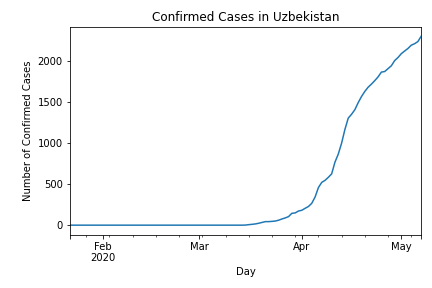 Confirmed Cases in Uzbekistan
Number of Confirmed Cases
2000
1500
1000
500
0
Feb
2020
Mar
Apr
May
Day